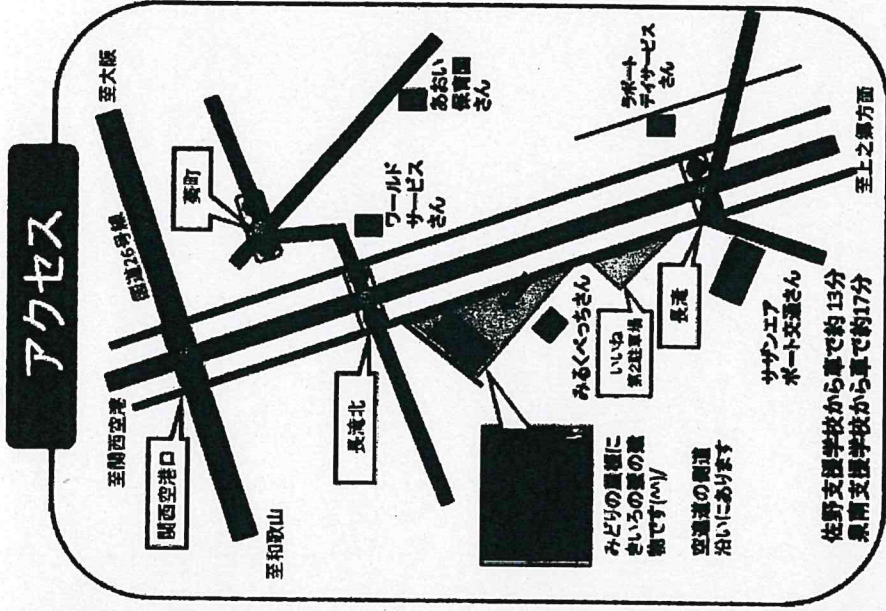 アクセス
至大阪
国道26号線
至関西空港
関西空港口
至和歌山
葵町
あおい
保育園
さん
ワールド
サービス
さん
長滝北
みるくぺっちさん
いいね
第2駐車場
長滝
ラポート
デイサービス
さん
サザンエア
ポート交通さん
至上之郷方面
みどりの屋根に
きいろの壁の建
物です(^^)/
空連道の側道
沿いにあります
佐野支援学校から車で約13分
泉南支援学校から車で約17分